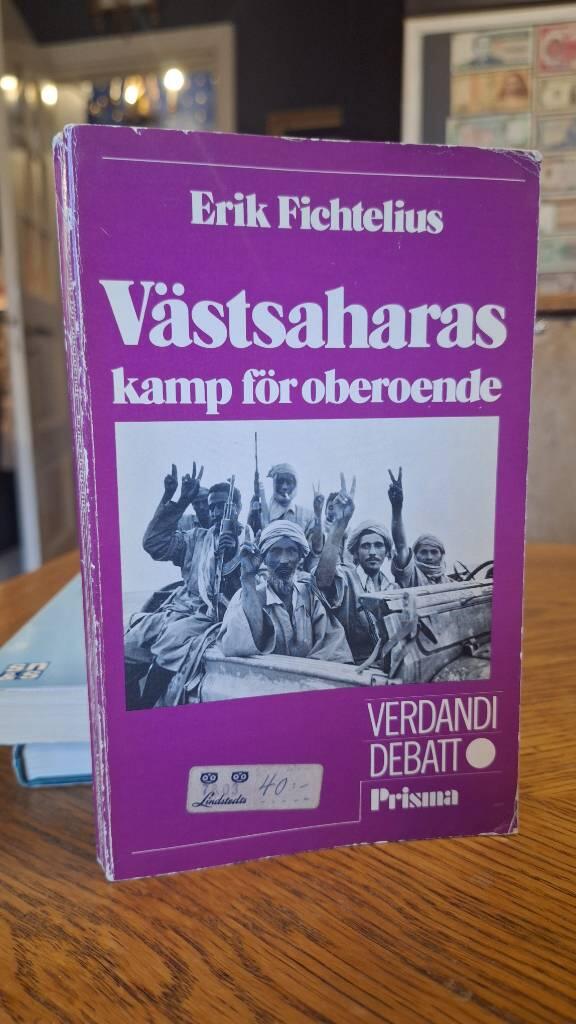 Erik Fichtelius
Västsaharas
kamp för oberoende
VERDANDI
DEBATT
Prisma
Lindstedts
40:-